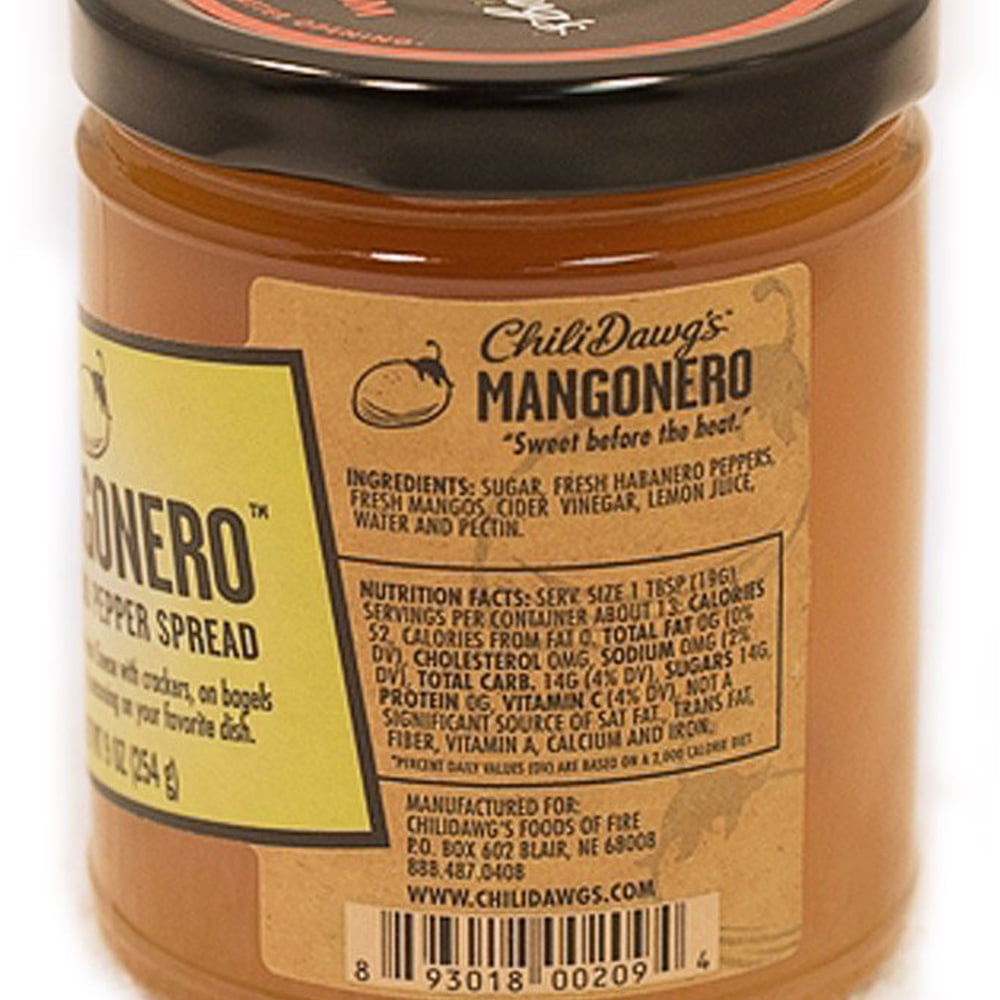 AFTER OPENING.
ChiliDawg's™
MANGONERO
"Sweet before the heat."
INGREDIENTS: SUGAR, FRESH HABANERO PEPPERS,
FRESH MANGOS, CIDER VINEGAR, LEMON JUICE,
WATER AND PECTIN.
NUTRITION FACTS: SERV. SIZE 1 TBSP (19G),
SERVINGS PER CONTAINER ABOUT 13. CALORIES
52, CALORIES FROM FAT 0, TOTAL FAT 0G (0%
DV), CHOLESTEROL 0MG, SODIUM 0MG (2%
DV), TOTAL CARB. 14G (4% DV), SUGARS 14G,
PROTEIN 0G, VITAMIN C (4% DV), NOT A
SIGNIFICANT SOURCE OF SAT FAT, TRANS FAT,
FIBER, VITAMIN A, CALCIUM AND IRON.
*PERCENT DAILY VALUES (DV) ARE BASED ON A 2,000 CALORIE DIET.
MANUFACTURED FOR:
CHILIDAWG'S FOODS OF FIRE
P.O. BOX 602 BLAIR, NE 68008
888.487.0408
WWW.CHILIDAWGS.COM
8 93018 00209 4
GONERO™
PEPPER SPREAD
cheese with crackers, on bagels
on your favorite dish.
9 OZ (254 g)